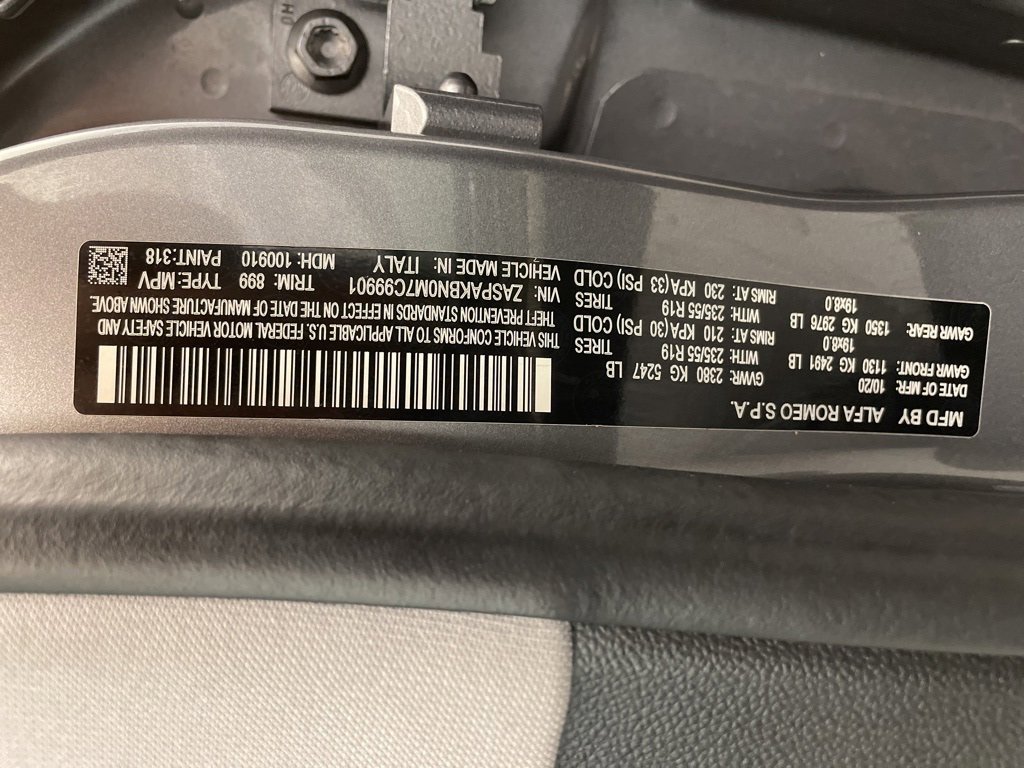 MFD BY ALFA ROMEO S.P.A.
DATE OF MFR: 10/20 GVWR: 2380 KG 5247 LB
GAWR FRONT: 1130 KG 2491 LB WITH: 235/55 R19 TIRES
19x8.0 RIMS AT: 210 KPA(30 PSI) COLD
GAWR REAR: 1350 KG 2976 LB WITH: 235/55 R19 TIRES
19x8.0 RIMS AT: 230 KPA(33 PSI) COLD
THIS VEHICLE CONFORMS TO ALL APPLICABLE U.S. FEDERAL MOTOR VEHICLE SAFETY AND
THEFT PREVENTION STANDARDS IN EFFECT ON THE DATE OF MANUFACTURE SHOWN ABOVE.
VIN: ZASPAKBN0M7C99901 TRIM: 899 TYPE: MPV
VEHICLE MADE IN: ITALY MDH: 100910 PAINT:318